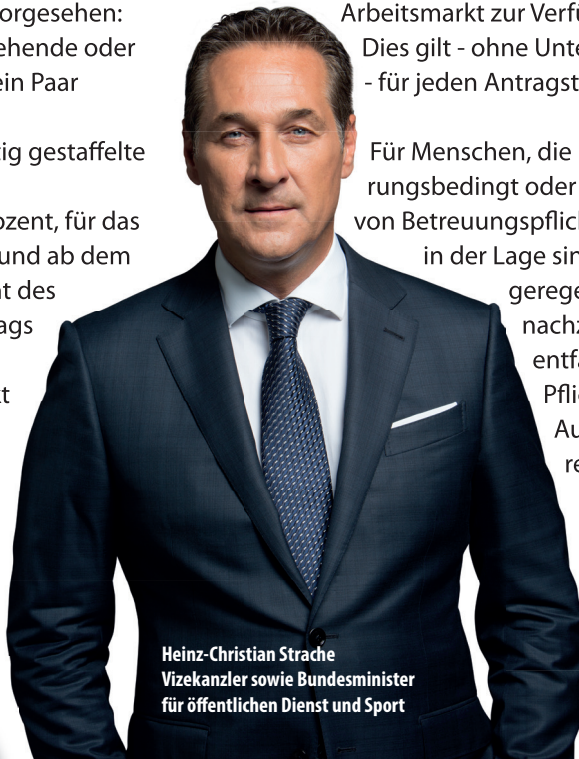 orgesehen:
ehende oder
ein Paar
ig gestaffelte
ozent, für das
und ab dem
t des
ags
t
Arbeitsmarkt zur Verfü
Dies gilt - ohne Unte
- für jeden Antragst
Für Menschen, die
rungsbedingt oder
von Betreuungspflic
in der Lage sin
gerege
nachz
entfa
Pflic
Au
re
Heinz-Christian Strache
Vizekanzler sowie Bundesminister
für öffentlichen Dienst und Sport